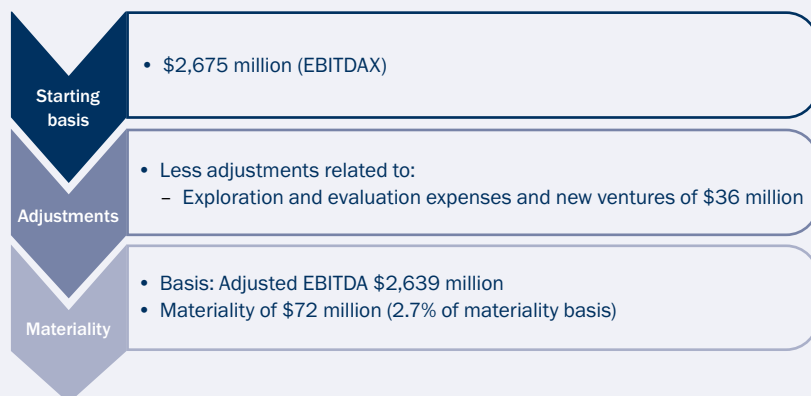 Starting
basis
• $2,675 million (EBITDAX)
Adjustments
• Less adjustments related to:
– Exploration and evaluation expenses and new ventures of $36 million
Materiality
• Basis: Adjusted EBITDA $2,639 million
• Materiality of $72 million (2.7% of materiality basis)